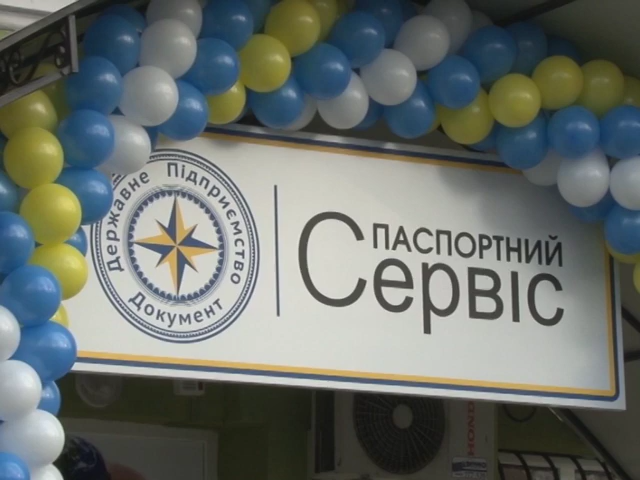 Державне Підприємство
Документ
ПАСПОРТНИЙ
Сервіс